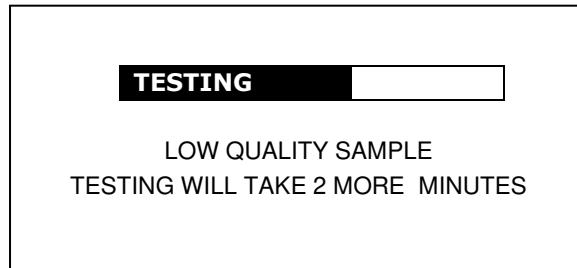 TESTING
LOW QUALITY SAMPLE
TESTING WILL TAKE 2 MORE MINUTES